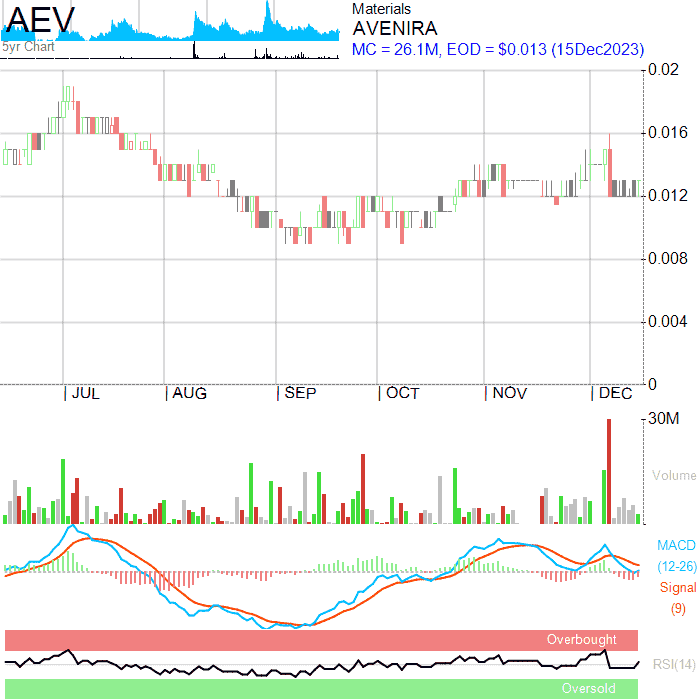 AEV
5yr Chart
Materials
AVENIRA
MC = 26.1M, EOD = $0.013 (15Dec2023)
0.02
0.016
0.012
0.008
0.004
0
JUL AUG SEP OCT NOV DEC
30M
Volume
MACD
(12-26)
Signal
(9)
Overbought
RSI(14)
Oversold